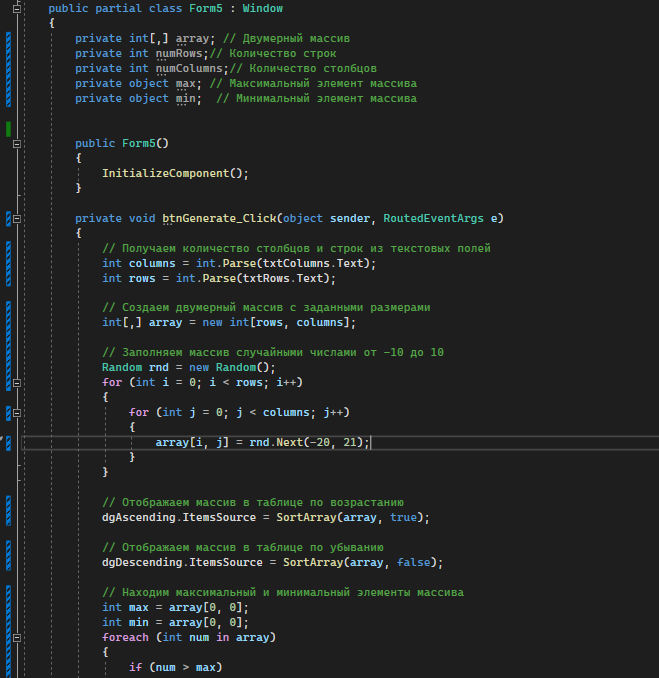 public partial class Form5 : Window
{
private int[,] array; // Двумерный массив
private int numRows;// Количество строк
private int numColumns;// Количество столбцов
private object max; // Максимальный элемент массива
private object min;  // Минимальный элемент массива
public Form5()
{
InitializeComponent();
}
private void btnGenerate_Click(object sender, RoutedEventArgs e)
{
// Получаем количество столбцов и строк из текстовых полей
int columns = int.Parse(txtColumns.Text);
int rows = int.Parse(txtRows.Text);
// Создаем двумерный массив с заданными размерами
int[,] array = new int[rows, columns];
// Заполняем массив случайными числами от -10 до 10
Random rnd = new Random();
for (int i = 0; i < rows; i++)
{
for (int j = 0; j < columns; j++)
{
array[i, j] = rnd.Next(-20, 21);
}
}
// Отображаем массив в таблице по возрастанию
dgAscending.ItemsSource = SortArray(array, true);
// Отображаем массив в таблице по убыванию
dgDescending.ItemsSource = SortArray(array, false);
// Находим максимальный и минимальный элементы массива
int max = array[0, 0];
int min = array[0, 0];
foreach (int num in array)
{
if (num > max)